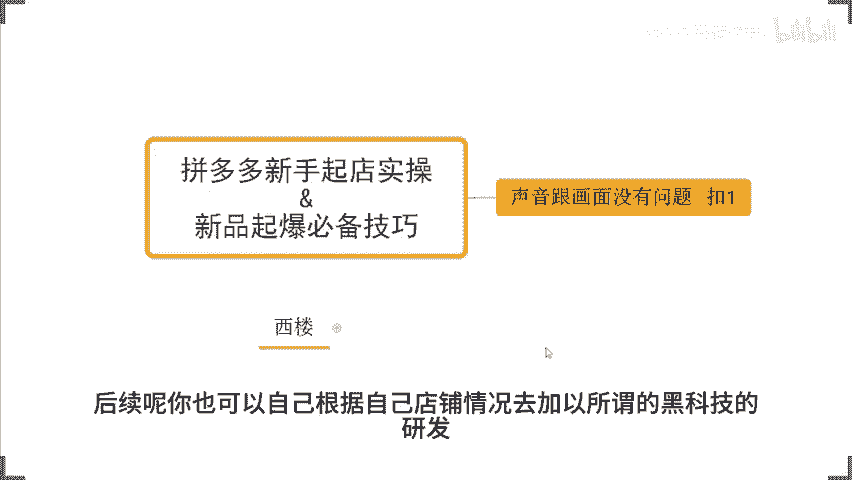 bilibili
拼多多新手起店实操
&
新品起爆必备技巧
声音跟画面没有问题 扣1
西楼
后续呢你也可以自己根据自己店铺情况去加以所谓的黑科技的
研发